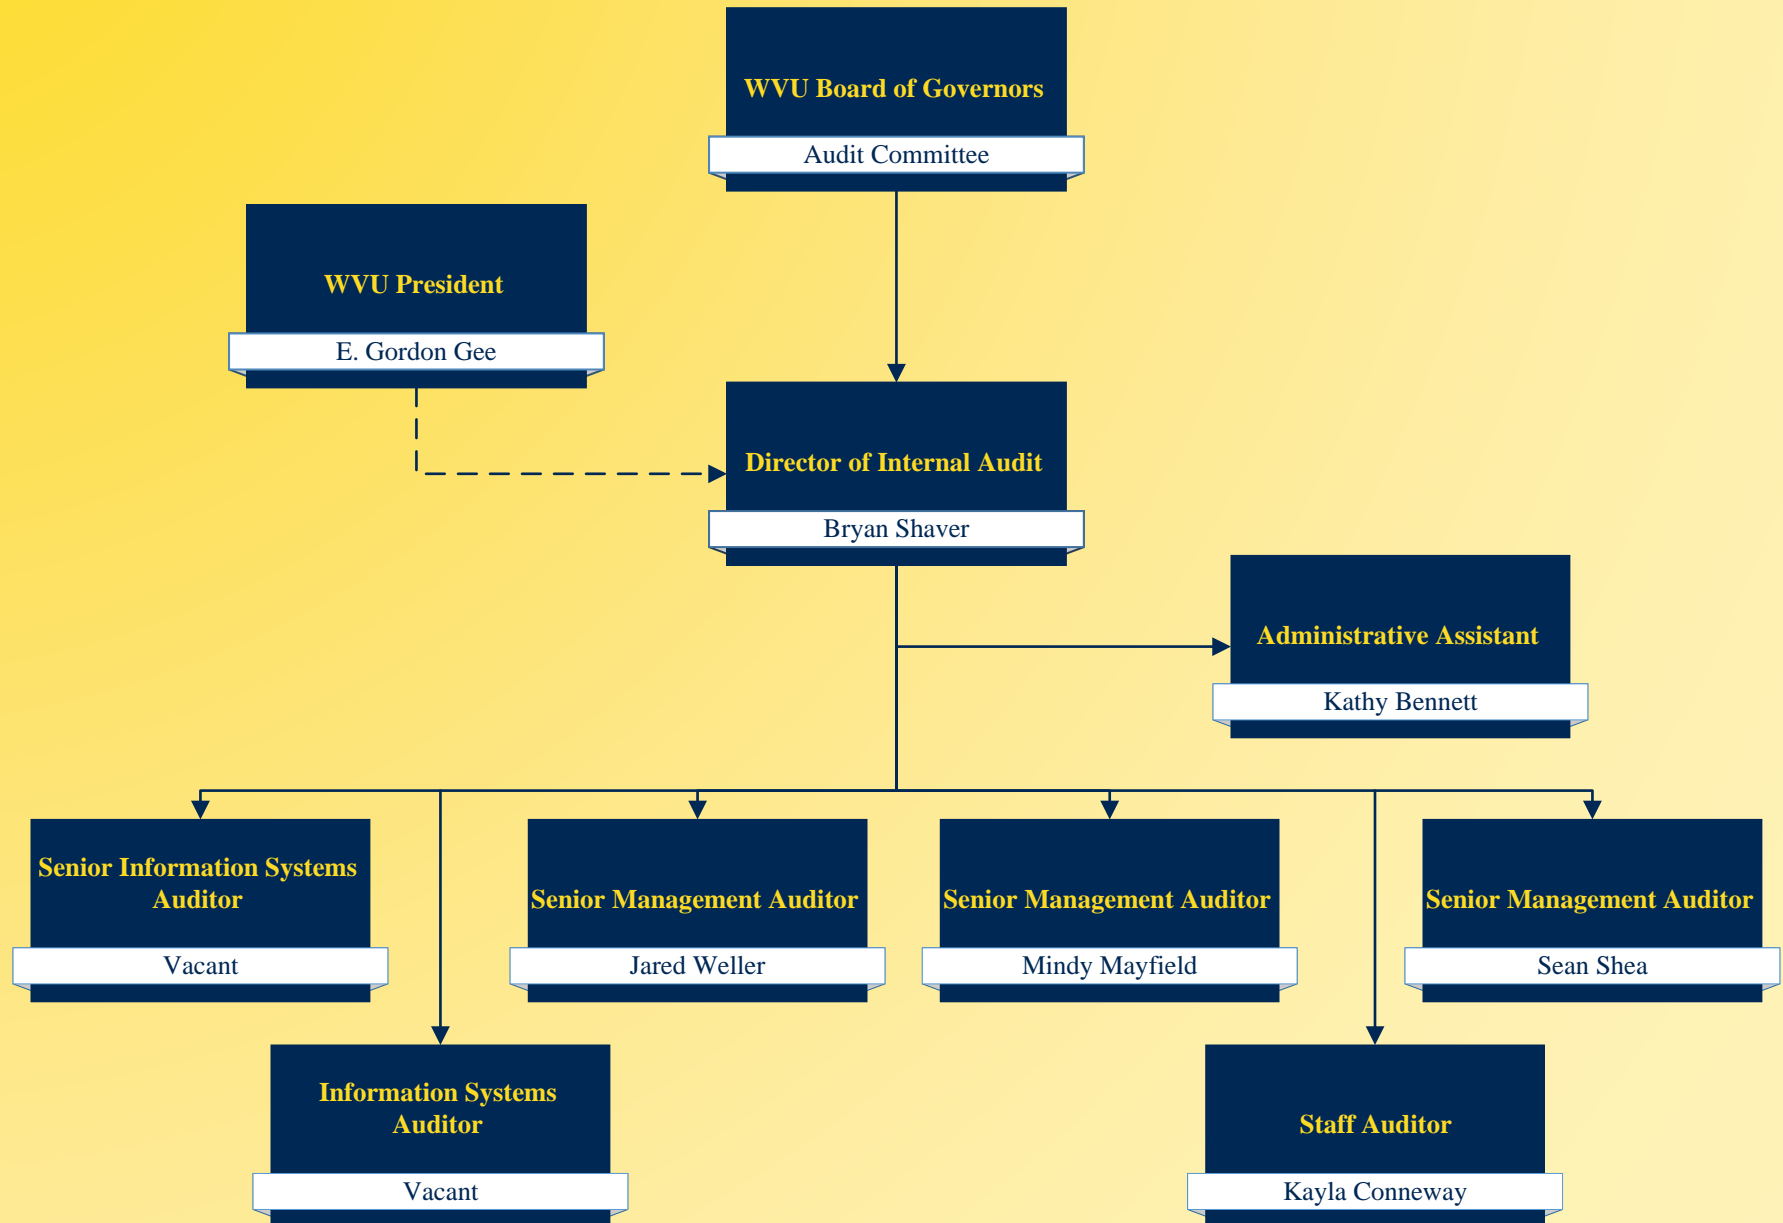 WVU Board of Governors
Audit Committee
WVU President
E. Gordon Gee
Director of Internal Audit
Bryan Shaver
Administrative Assistant
Kathy Bennett
Senior Information Systems
Auditor
Vacant
Senior Management Auditor
Jared Weller
Senior Management Auditor
Mindy Mayfield
Senior Management Auditor
Sean Shea
Information Systems
Auditor
Vacant
Staff Auditor
Kayla Conneway